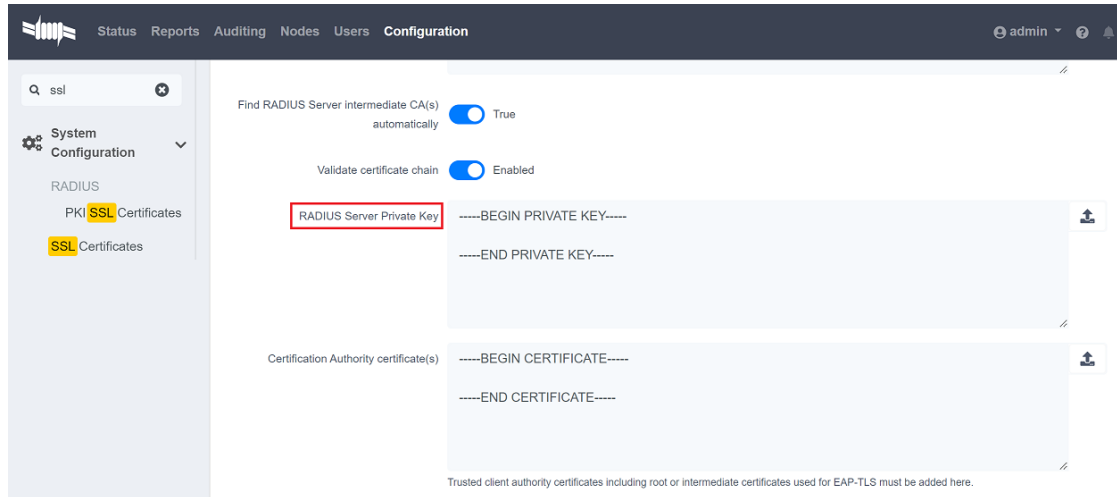 Status Reports Auditing Nodes Users Configuration admin
ssl
System
Configuration
RADIUS
PKI SSL Certificates
SSL Certificates
Find RADIUS Server intermediate CA(s)
automatically
True
Validate certificate chain
Enabled
RADIUS Server Private Key
-----BEGIN PRIVATE KEY-----
-----END PRIVATE KEY-----
Certification Authority certificate(s)
-----BEGIN CERTIFICATE-----
-----END CERTIFICATE-----
Trusted client authority certificates including root or intermediate certificates used for EAP-TLS must be added here.